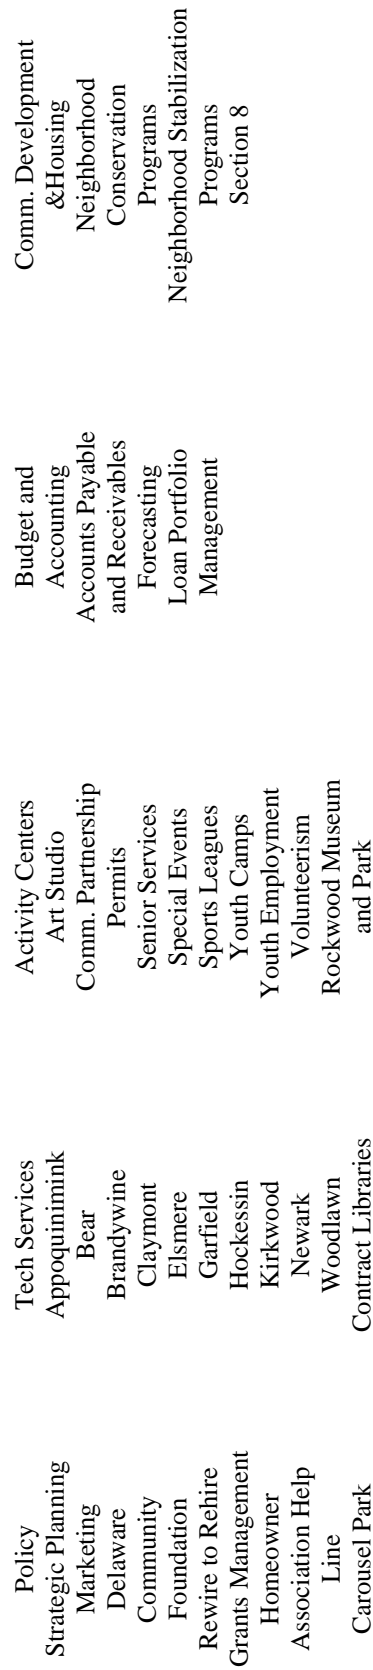 Policy
Strategic Planning
Marketing
Delaware
Community
Foundation
Rewire to Rehire
Grants Management
Homeowner
Association Help
Line
Carousel Park
Tech Services
Appoquinimink
Bear
Brandywine
Claymont
Elsmere
Garfield
Hockessin
Kirkwood
Newark
Woodlawn
Contract Libraries
Activity Centers
Art Studio
Comm. Partnership
Permits
Senior Services
Special Events
Sports Leagues
Youth Camps
Youth Employment
Volunteerism
Rockwood Museum
and Park
Budget and
Accounting
Accounts Payable
and Receivables
Forecasting
Loan Portfolio
Management
Comm. Development
&Housing
Neighborhood
Conservation
Programs
Neighborhood Stabilization
Programs
Section 8